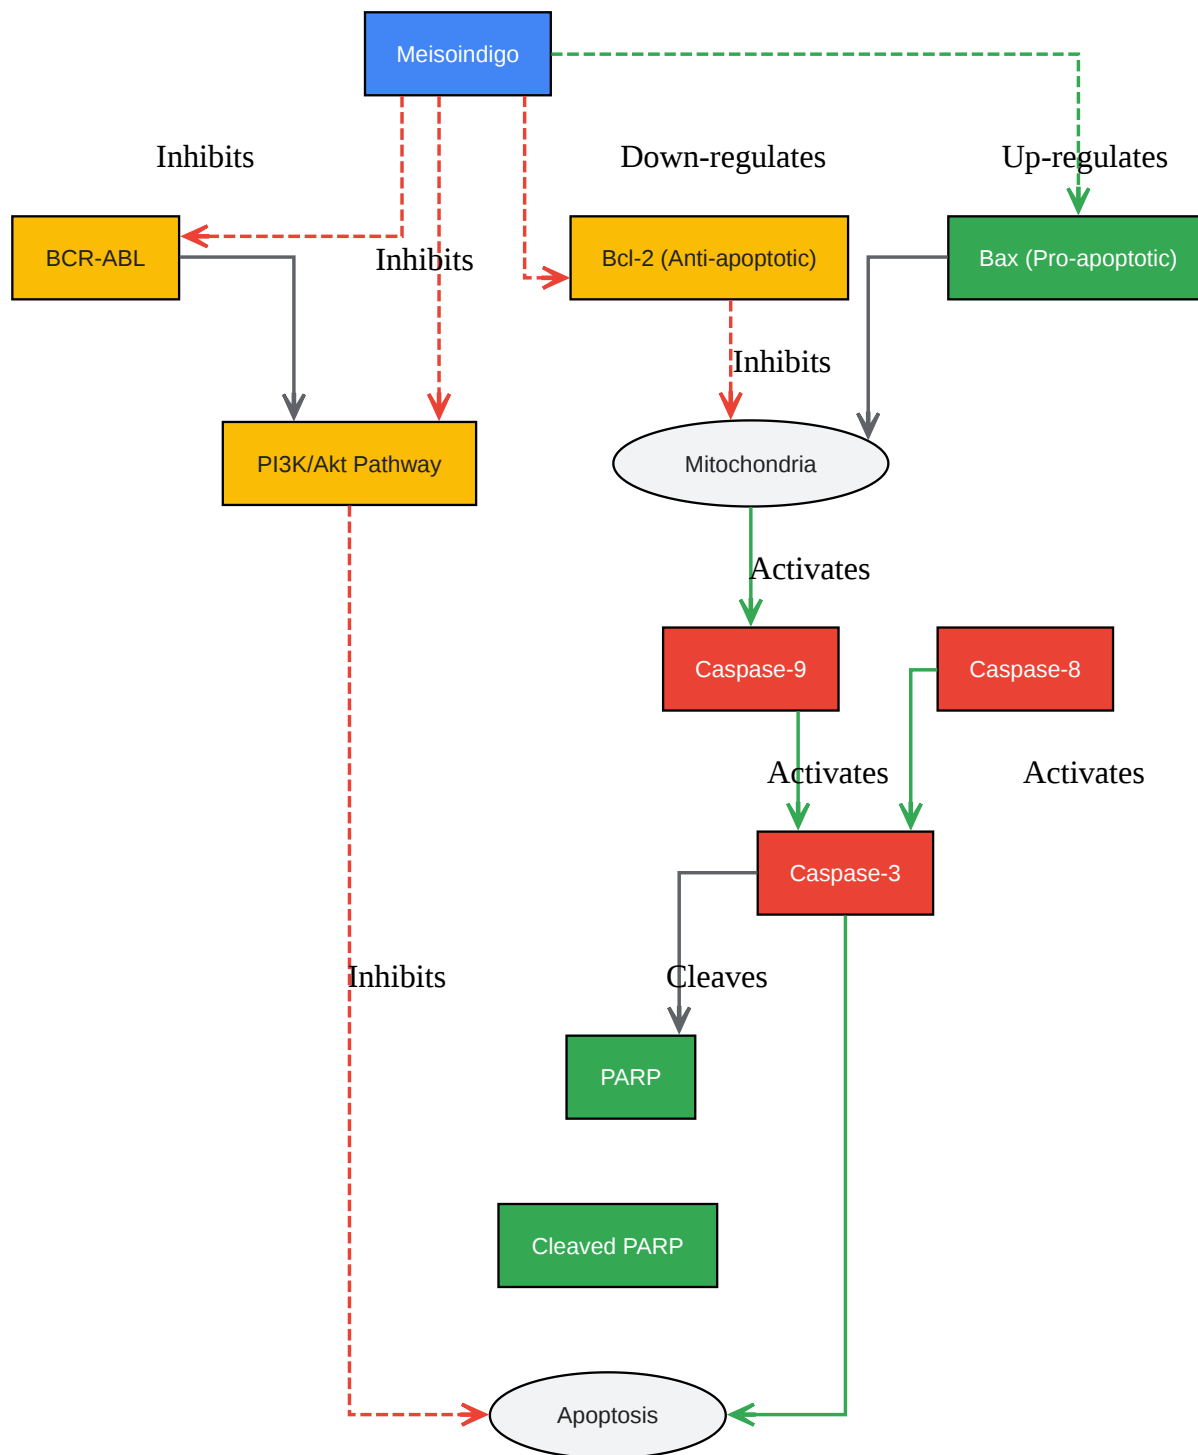 Meisoindigo
Inhibits
Down-regulates
Up-regulates
BCR-ABL
Inhibits
Bcl-2 (Anti-apoptotic)
Bax (Pro-apoptotic)
Inhibits
PI3K/Akt Pathway
Mitochondria
Activates
Caspase-9
Caspase-8
Activates
Activates
Caspase-3
Inhibits
Cleaves
PARP
Cleaved PARP
Apoptosis